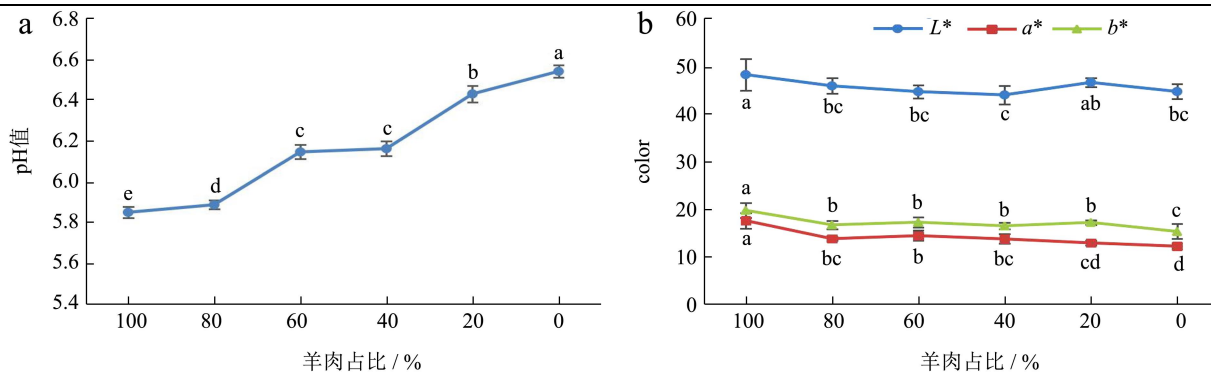 a
6.8
6.6
6.4
6.2
6.0
5.8
5.6
5.4
pH值
e
d
c
c
b
a
100
80
60
40
20
0
羊肉占比 / %
b
60
50
40
30
20
10
0
color
L* a* b*
a bc bc c ab bc
a b b b b c
a bc b bc cd d
100 80 60 40 20 0
羊肉占比 / %